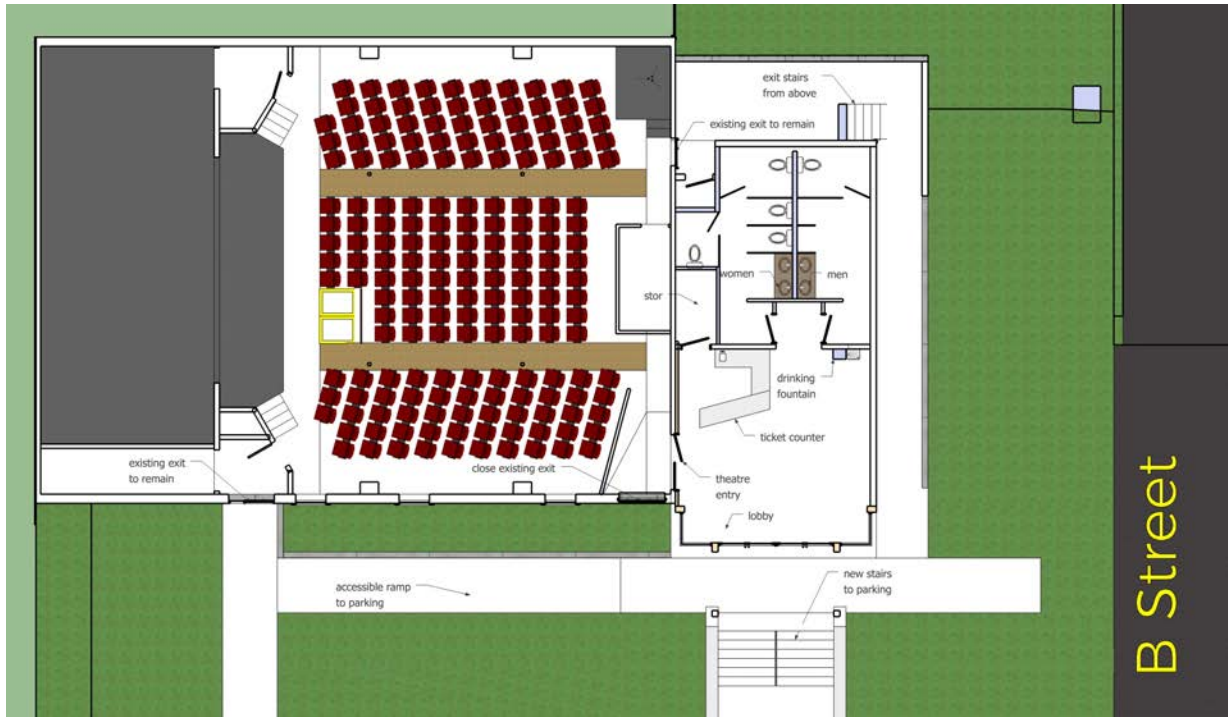 exit stairs
from above
existing exit to remain
women
men
stor
drinking
fountain
ticket counter
existing exit
to remain
close existing exit
theatre
entry
lobby
accessible ramp
to parking
new stairs
to parking
B Street